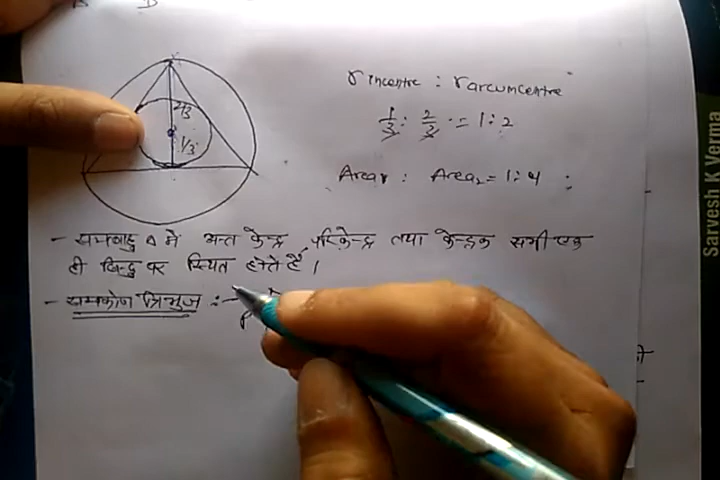 2/3
1/3
r incentre : r circumcentre
1/3 : 2/3 = 1:2
Area₁ : Area₂ = 1:4 ;
- समबाहु Δ में अन्त केन्द्र, परिकेन्द्र तथा केन्द्रक सभी एक
ही बिन्दु पर स्थित होते हैं ।
- समकोण त्रिभुज :-
Sarvesh K Verma